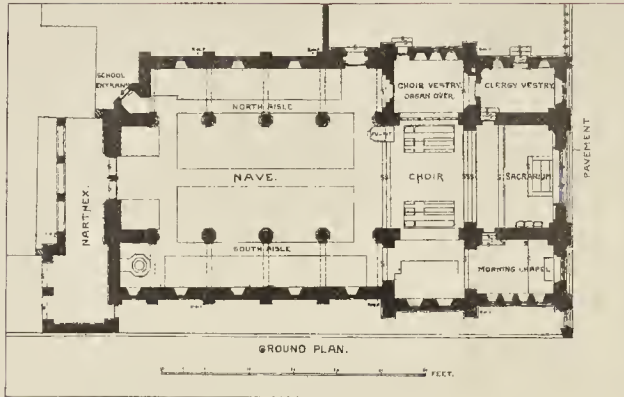 SCHOOL
ENTRANCE
NORTH AISLE
CHOIR VESTRY
ORGAN OVER
CLERGY VESTRY
PULPIT
NAVE.
CHOIR
SACRARIUM
PAVEMENT
NARTHEX.
SOUTH AISLE
MORNING CHAPEL
GROUND PLAN.
FEET.